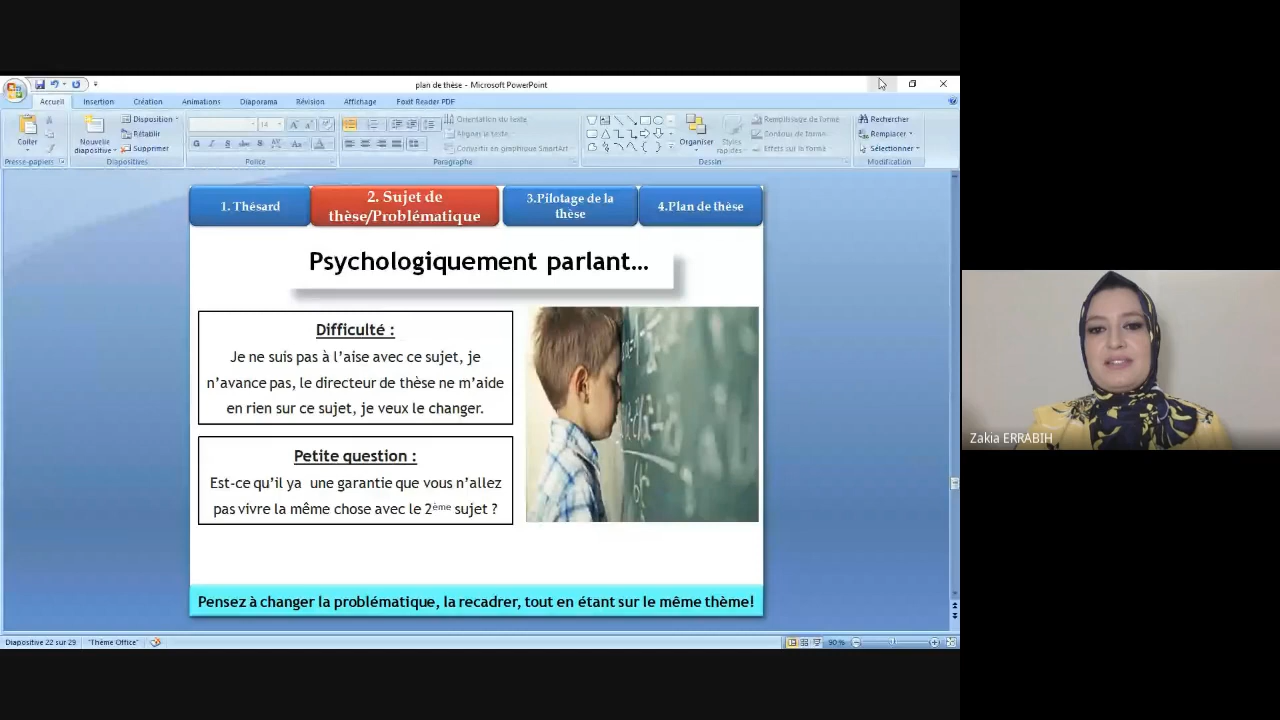 plan de thèse - Microsoft PowerPoint
Accueil Insertion Création Animations Diaporama Révision Affichage Foxit Reader PDF
Coller
Presse-papiers
Nouvelle diapositive
Disposition
Rétablir
Supprimer
Diapositives
14
G I S abc S
Aa A
Police
Orientation du texte
Aligner le texte
Convertir en graphique SmartArt
Paragraphe
Organiser
Styles rapides
Remplissage de forme
Contour de forme
Effets sur la forme
Dessin
Rechercher
Remplacer
Sélectionner
Modification
1. Thésard
2. Sujet de
thèse/Problématique
3.Pilotage de la
thèse
4.Plan de thèse
Psychologiquement parlant...
Difficulté :
Je ne suis pas à l’aise avec ce sujet, je
n’avance pas, le directeur de thèse ne m’aide
en rien sur ce sujet, je veux le changer.
Petite question :
Est-ce qu’il ya une garantie que vous n’allez
pas vivre la même chose avec le 2ème sujet ?
Pensez à changer la problématique, la recadrer, tout en étant sur le même thème!
Diapositive 22 sur 29 "Thème Office" 90 %
Zakia ERRABIH